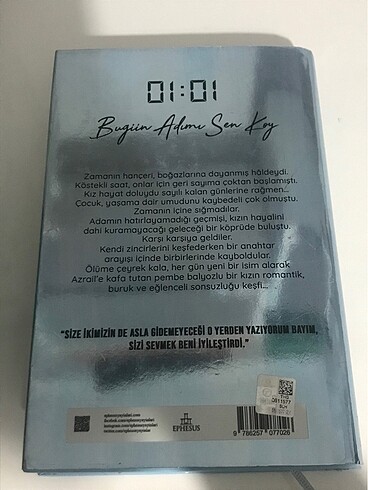 01:01
Bugün Adımı Sen Koy
Zamanın hançeri, boğazlarına dayanmış hâldeydi.
Köstekli saat, onlar için geri sayıma çoktan başlamıştı.
Kız hayat doluydu sayılı kalan günlerine rağmen...
Çocuk, yaşama dair umudunu kaybedeli çok olmuştu.
Zamanın içine sığmadılar.
Adamın hatırlayamadığı geçmişi, kızın hayalini
dahi kuramayacağı geleceği bir köprüde buluştu.
Karşı karşıya geldiler.
Kendi zincirlerini keşfederken bir anahtar
arayışı içinde birbirlerinde kayboldular.
Ölüme çeyrek kala, her gün yeni bir isim alarak
Azrail'e kafa tutan pembe balyozlu bir kızın romantik,
buruk ve eğlenceli sonsuzluğu keşfi...
"SİZE İKİMİZİN DE ASLA GİDEMEYECEĞİ O YERDEN YAZIYORUM BAYIM,
SİZİ SEVMEK BENİ İYİLEŞTİRDİ."
EPHESUS
9 786257 077026